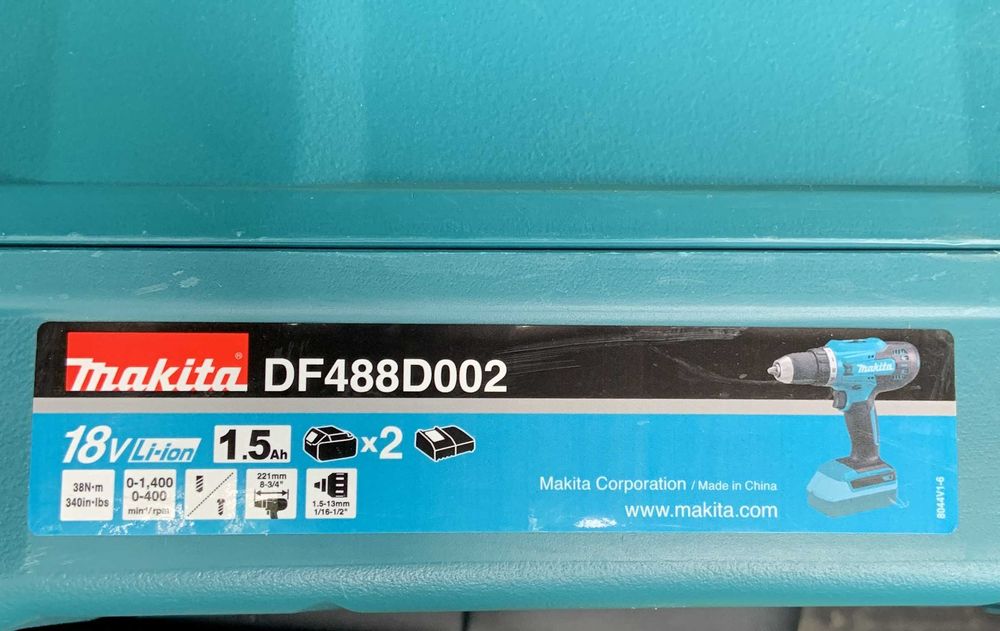 makita® DF488D002
18V Li-ion 1.5Ah x2
38N·m
340in·lbs
0-1,400
0-400
min⁻¹/rpm
221mm
8-3/4"
1.5-13mm
1/16-1/2"
makita
Makita Corporation / Made in China
www.makita.com
8044V1-6